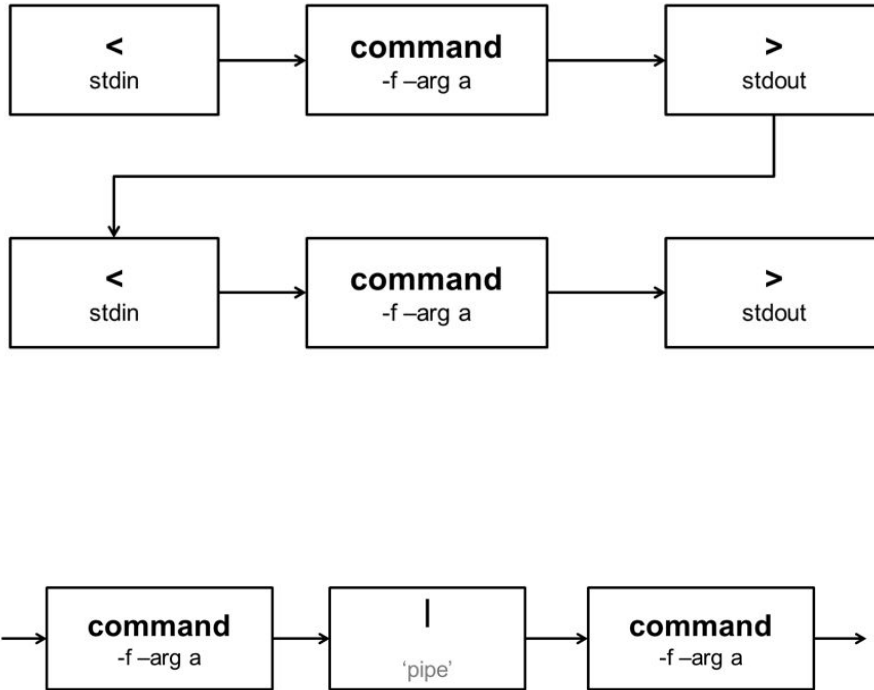 <
stdin
command
-f –arg a
>
stdout
<
stdin
command
-f –arg a
>
stdout
command
-f –arg a
|
‘pipe’
command
-f –arg a